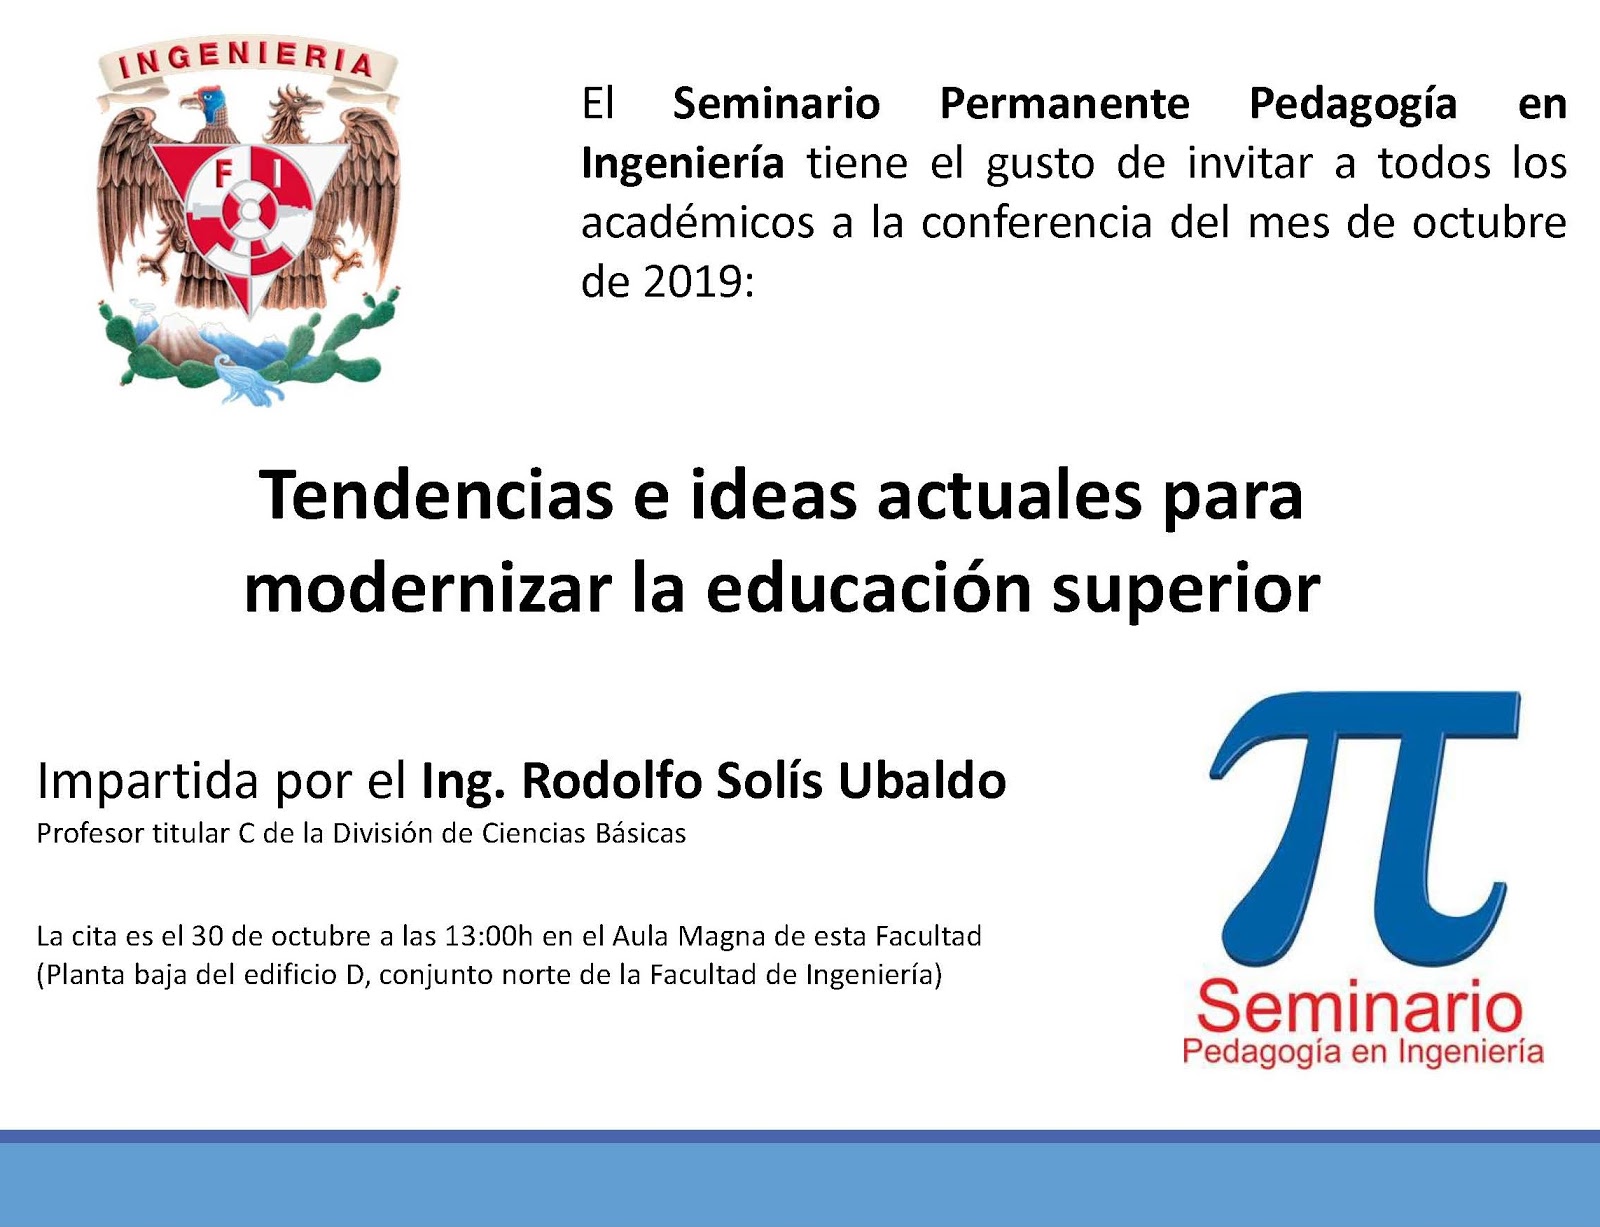 INGENIERIA
F I
El Seminario Permanente Pedagogía en
Ingeniería tiene el gusto de invitar a todos los
académicos a la conferencia del mes de octubre
de 2019:
Tendencias e ideas actuales para
modernizar la educación superior
Impartida por el Ing. Rodolfo Solís Ubaldo
Profesor titular C de la División de Ciencias Básicas
La cita es el 30 de octubre a las 13:00h en el Aula Magna de esta Facultad
(Planta baja del edificio D, conjunto norte de la Facultad de Ingeniería)
π
Seminario
Pedagogía en Ingeniería